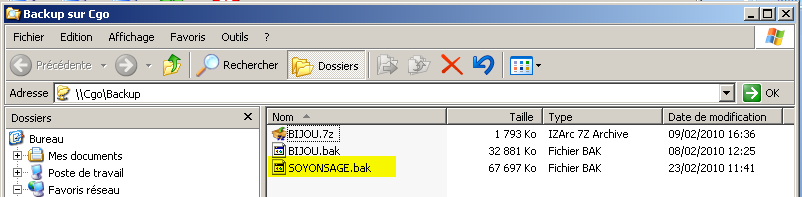 Backup sur Cgo
Fichier Edition Affichage Favoris Outils ?
Précédente Rechercher Dossiers
Adresse \\Cgo\Backup OK
Dossiers
Nom Taille Type Date de modification
BIJOU.7z 1 793 Ko IZArc 7Z Archive 09/02/2010 16:36
BIJOU.bak 32 881 Ko Fichier BAK 08/02/2010 12:25
SOYONSAGE.bak 67 697 Ko Fichier BAK 23/02/2010 11:41
Bureau
Mes documents
Poste de travail
Favoris réseau